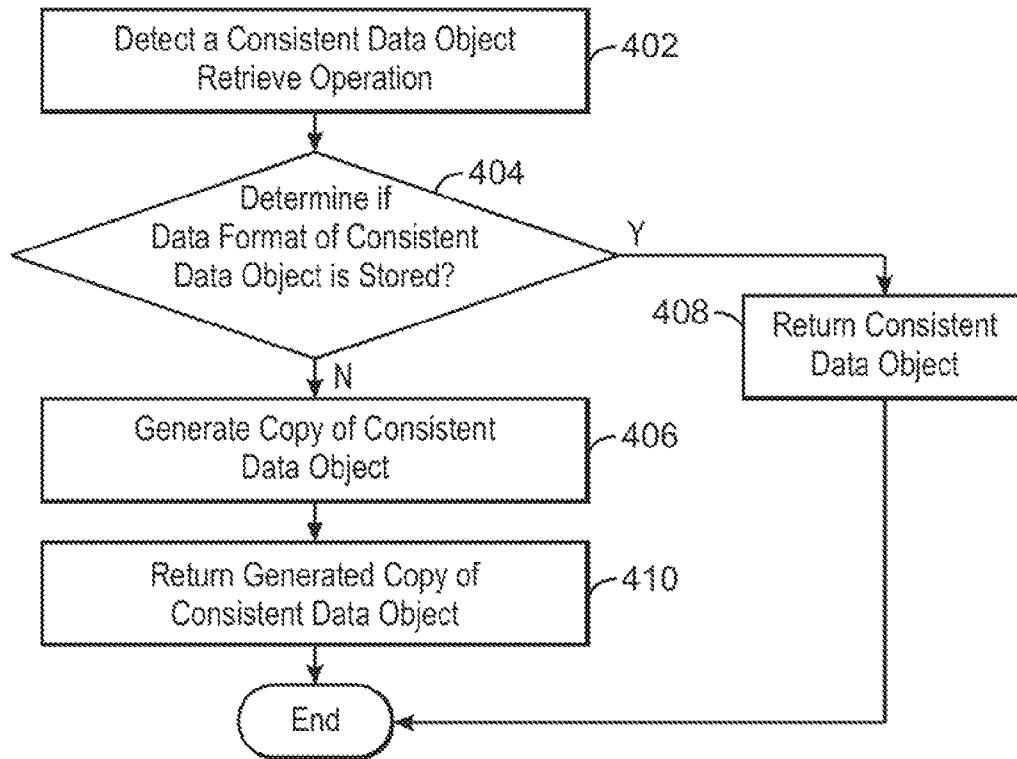 Detect a Consistent Data Object
Retrieve Operation
402
404
Determine if
Data Format of Consistent
Data Object is Stored?
Y
N
408
Return Consistent
Data Object
Generate Copy of Consistent
Data Object
406
Return Generated Copy of
Consistent Data Object
410
End